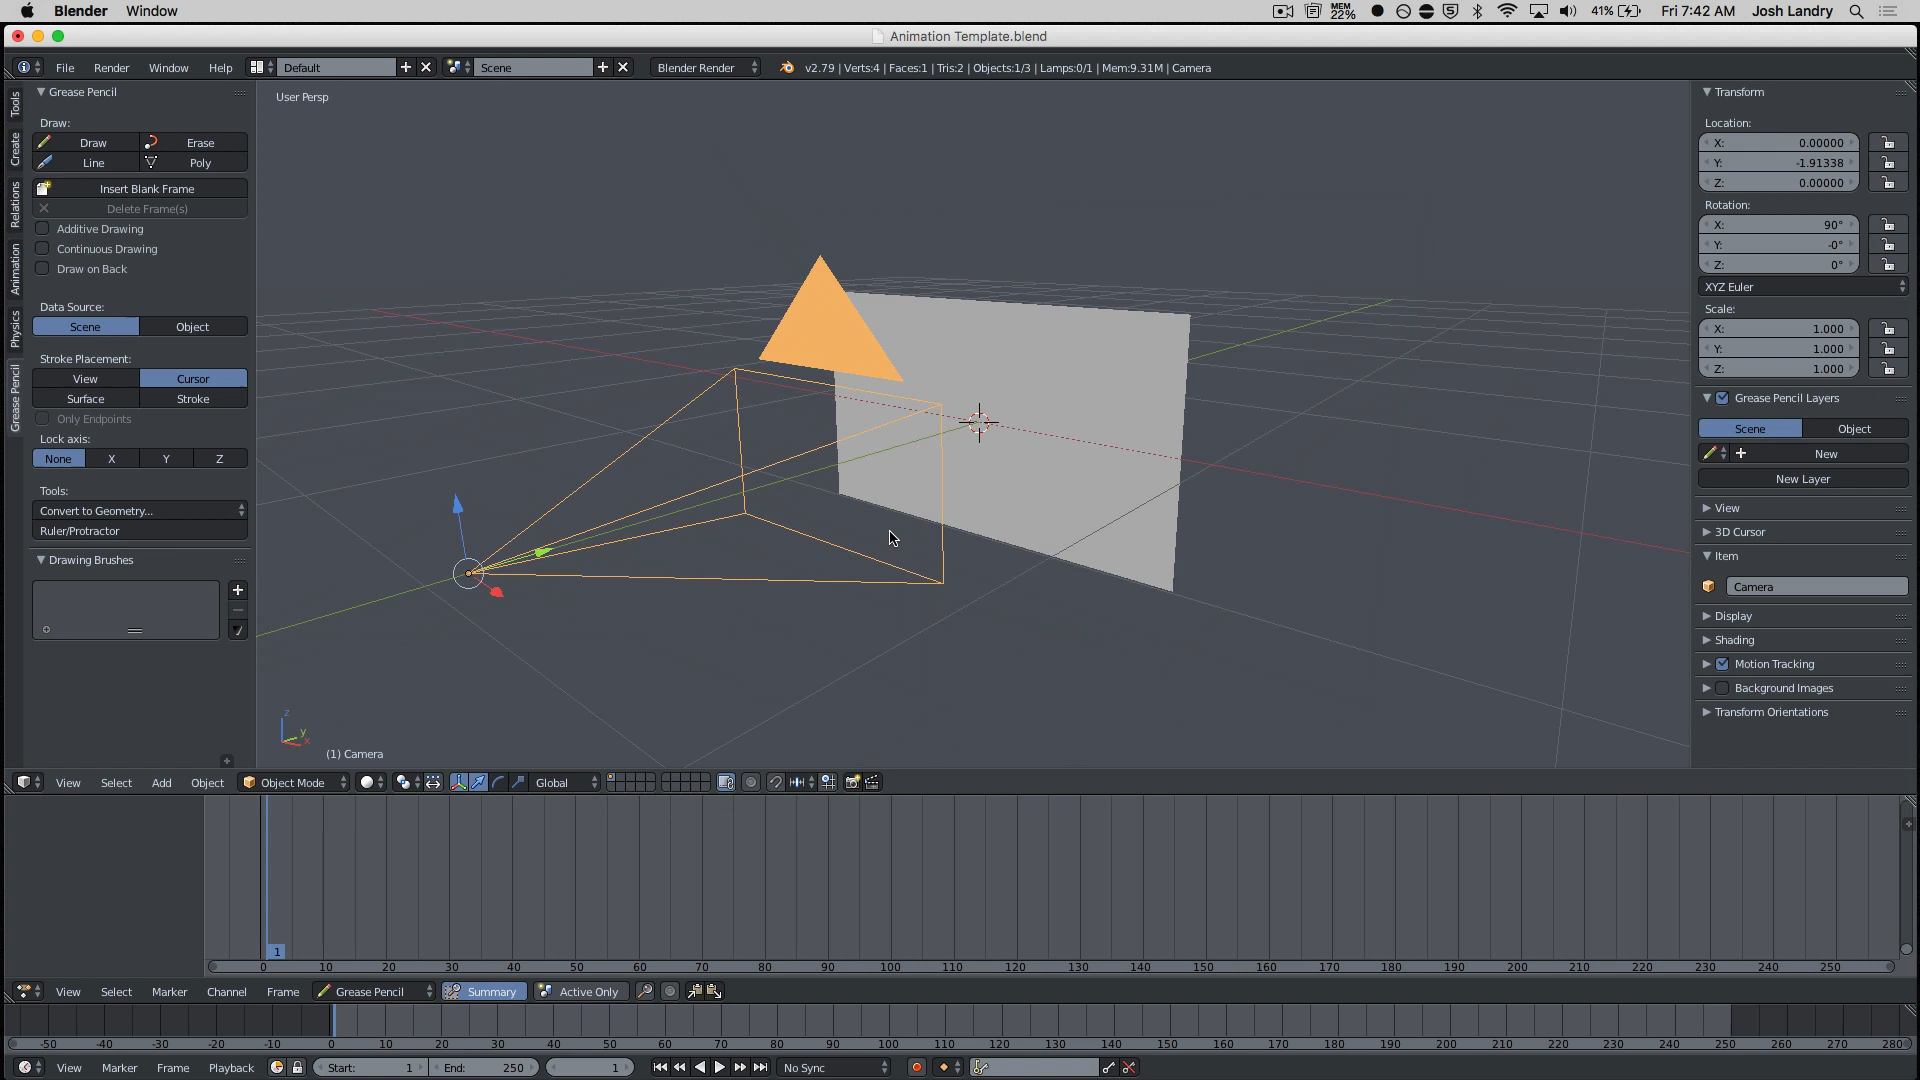 Blender Window MEM 22% 41% Fri 7:42 AM Josh Landry
Animation Template.blend
File Render Window Help Default Scene Blender Render v2.79 | Verts:4 | Faces:1 | Tris:2 | Objects:1/3 | Lamps:0/1 | Mem:9.31M | Camera
Tools
Create
Relations
Animation
Physics
Grease Pencil
Grease Pencil
Draw:
Draw Erase
Line Poly
Insert Blank Frame
Delete Frame(s)
Additive Drawing
Continuous Drawing
Draw on Back
Data Source:
Scene Object
Stroke Placement:
View Cursor
Surface Stroke
Only Endpoints
Lock axis:
None X Y Z
Tools:
Convert to Geometry...
Ruler/Protractor
Drawing Brushes
User Persp
z
y
x
(1) Camera
Transform
Location:
X: 0.00000
Y: -1.91338
Z: 0.00000
Rotation:
X: 90°
Y: -0°
Z: 0°
XYZ Euler
Scale:
X: 1.000
Y: 1.000
Z: 1.000
Grease Pencil Layers
Scene Object
New
New Layer
View
3D Cursor
Item
Camera
Display
Shading
Motion Tracking
Background Images
Transform Orientations
View Select Add Object Object Mode Global
1
0 10 20 30 40 50 60 70 80 90 100 110 120 130 140 150 160 170 180 190 200 210 220 230 240 250
View Select Marker Channel Frame Grease Pencil Summary Active Only
-50 -40 -30 -20 -10 0 10 20 30 40 50 60 70 80 90 100 110 120 130 140 150 160 170 180 190 200 210 220 230 240 250 260 270 280
View Marker Frame Playback Start: 1 End: 250 1 No Sync